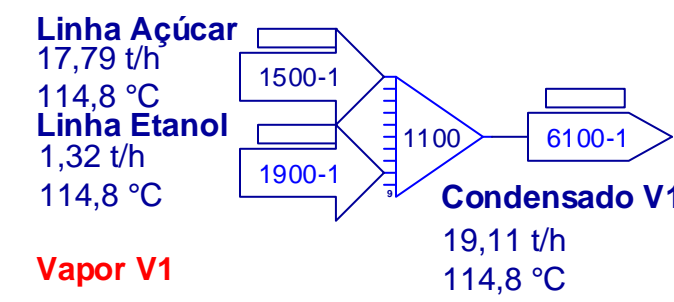 Linha Açúcar
17,79 t/h
114,8 °C
1500-1
Linha Etanol
1,32 t/h
114,8 °C
1900-1
1100
9
6100-1
Condensado V1
19,11 t/h
114,8 °C
Vapor V1